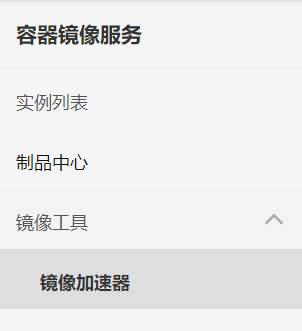 容器镜像服务
实例列表
制品中心
镜像工具
镜像加速器